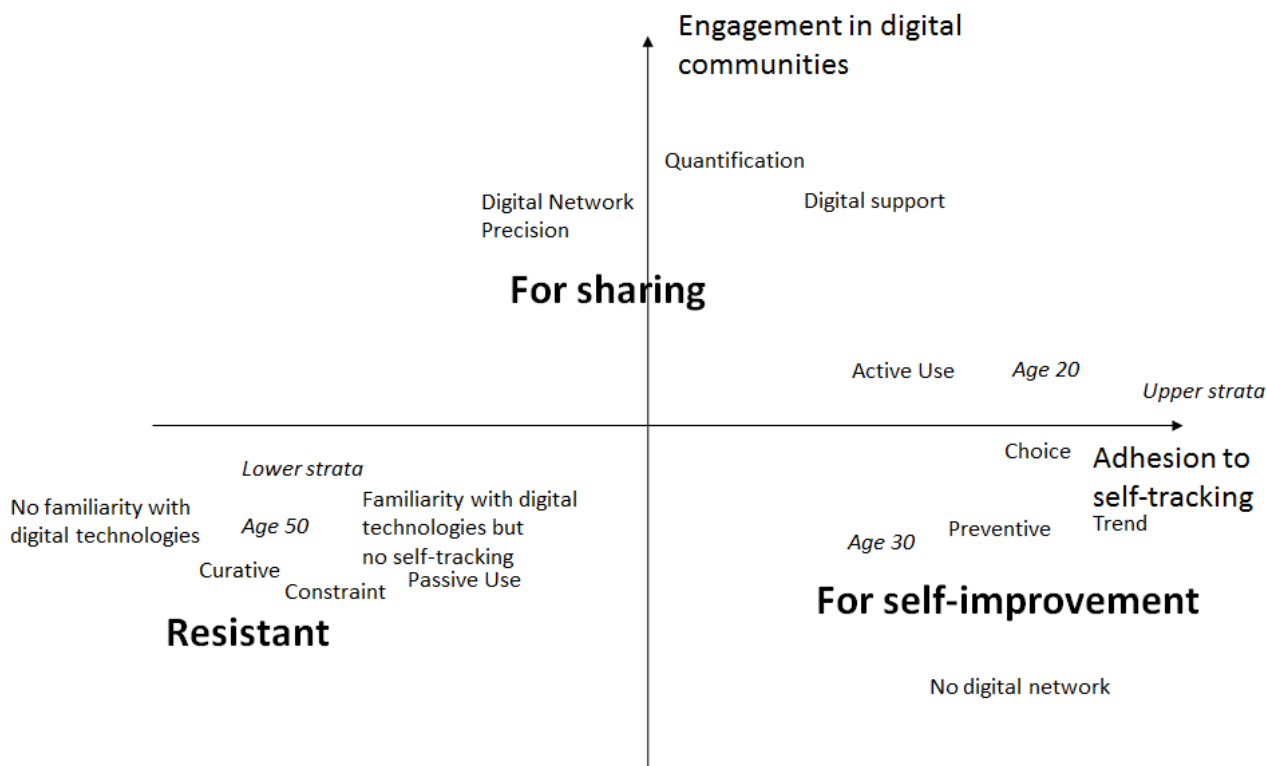 Engagement in digital
communities
Quantification
Digital Network
Precision
Digital support
For sharing
Active Use
Age 20
Upper strata
Choice
Adhesion to
self-tracking
Trend
Lower strata
No familiarity with
digital technologies
Age 50
Familiarity with digital
technologies but
no self-tracking
Preventive
Age 30
Curative
Constraint
Passive Use
For self-improvement
Resistant
No digital network